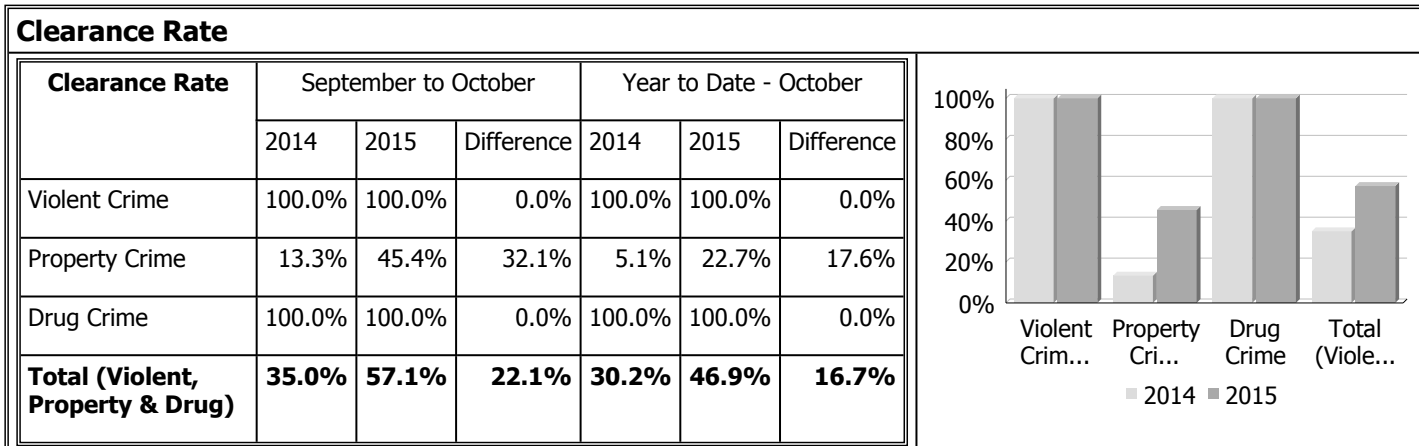 Clearance Rate
Clearance Rate September to October Year to Date - October
2014 2015 Difference 2014 2015 Difference
Violent Crime 100.0% 100.0% 0.0% 100.0% 100.0% 0.0%
Property Crime 13.3% 45.4% 32.1% 5.1% 22.7% 17.6%
Drug Crime 100.0% 100.0% 0.0% 100.0% 100.0% 0.0%
Total (Violent,
Property & Drug) 35.0% 57.1% 22.1% 30.2% 46.9% 16.7%
100%
80%
60%
40%
20%
0%
Violent Property Drug Total
Crim... Cri... Crime (Viole...
2014 2015